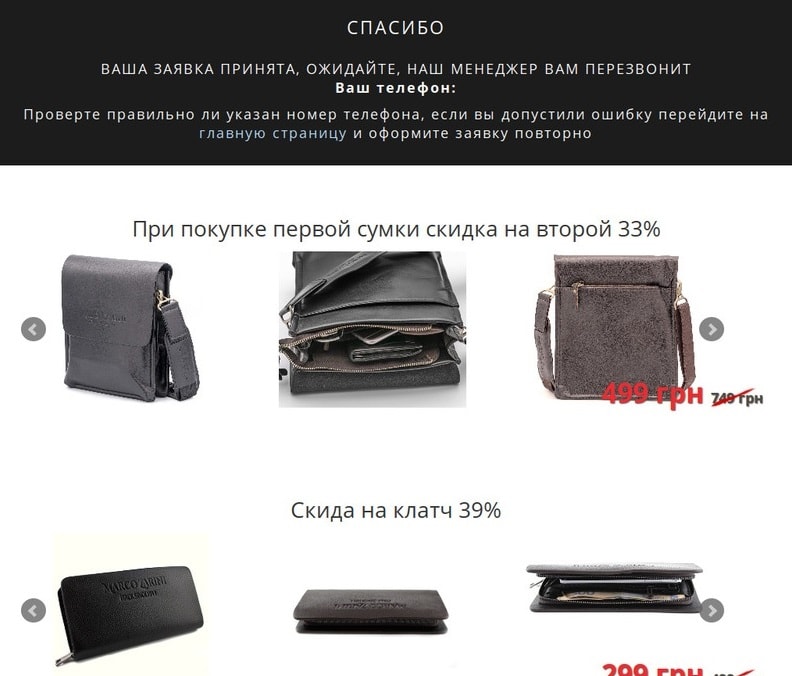 СПАСИБО
ВАША ЗАЯВКА ПРИНЯТА, ОЖИДАЙТЕ, НАШ МЕНЕДЖЕР ВАМ ПЕРЕЗВОНИТ
Ваш телефон:
Проверте правильно ли указан номер телефона, если вы допустили ошибку перейдите на
главную страницу и оформите заявку повторно
При покупке первой сумки скидка на второй 33%
499 грн 749 грн
Скида на клатч 39%
MARCO ZARINI
299 грн